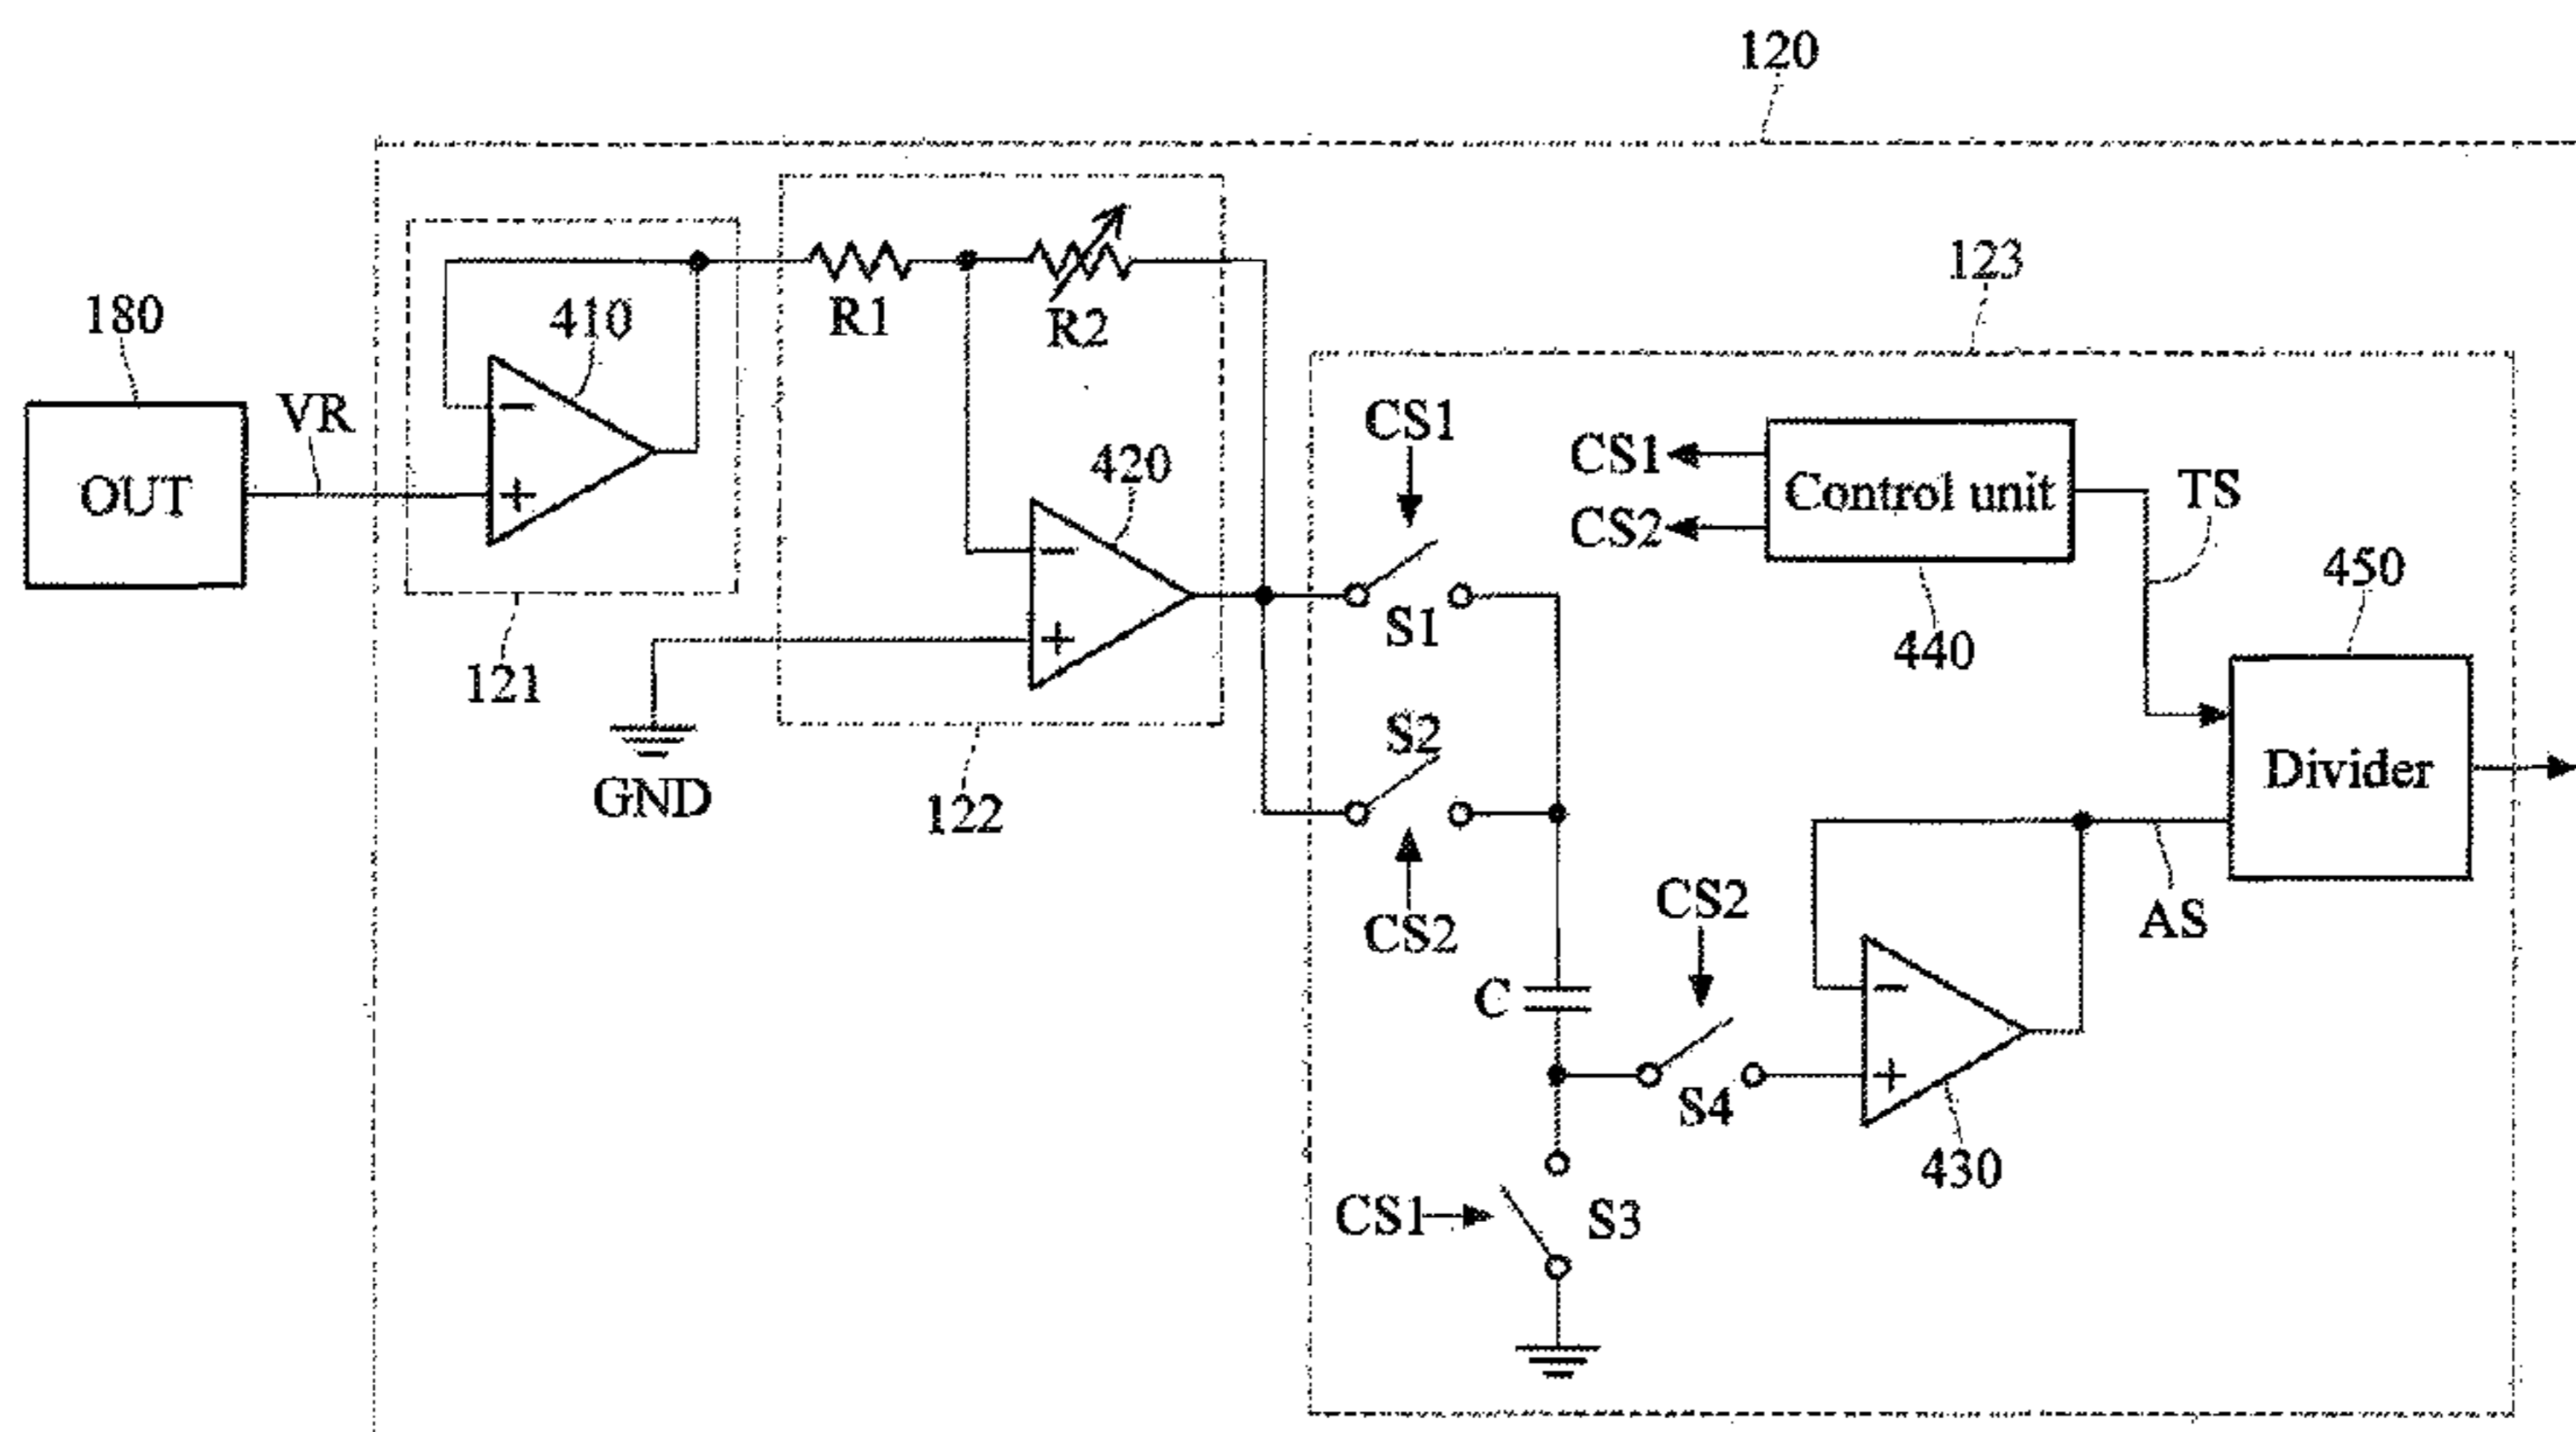 120
123
180
VR
410
R1
R2
OUT
−
+
420
−
+
CS1
CS1
CS2
Control unit
TS
450
440
121
GND
122
S1
S2
CS2
Divider
AS
C
CS2
S4
−
+
430
CS1
S3